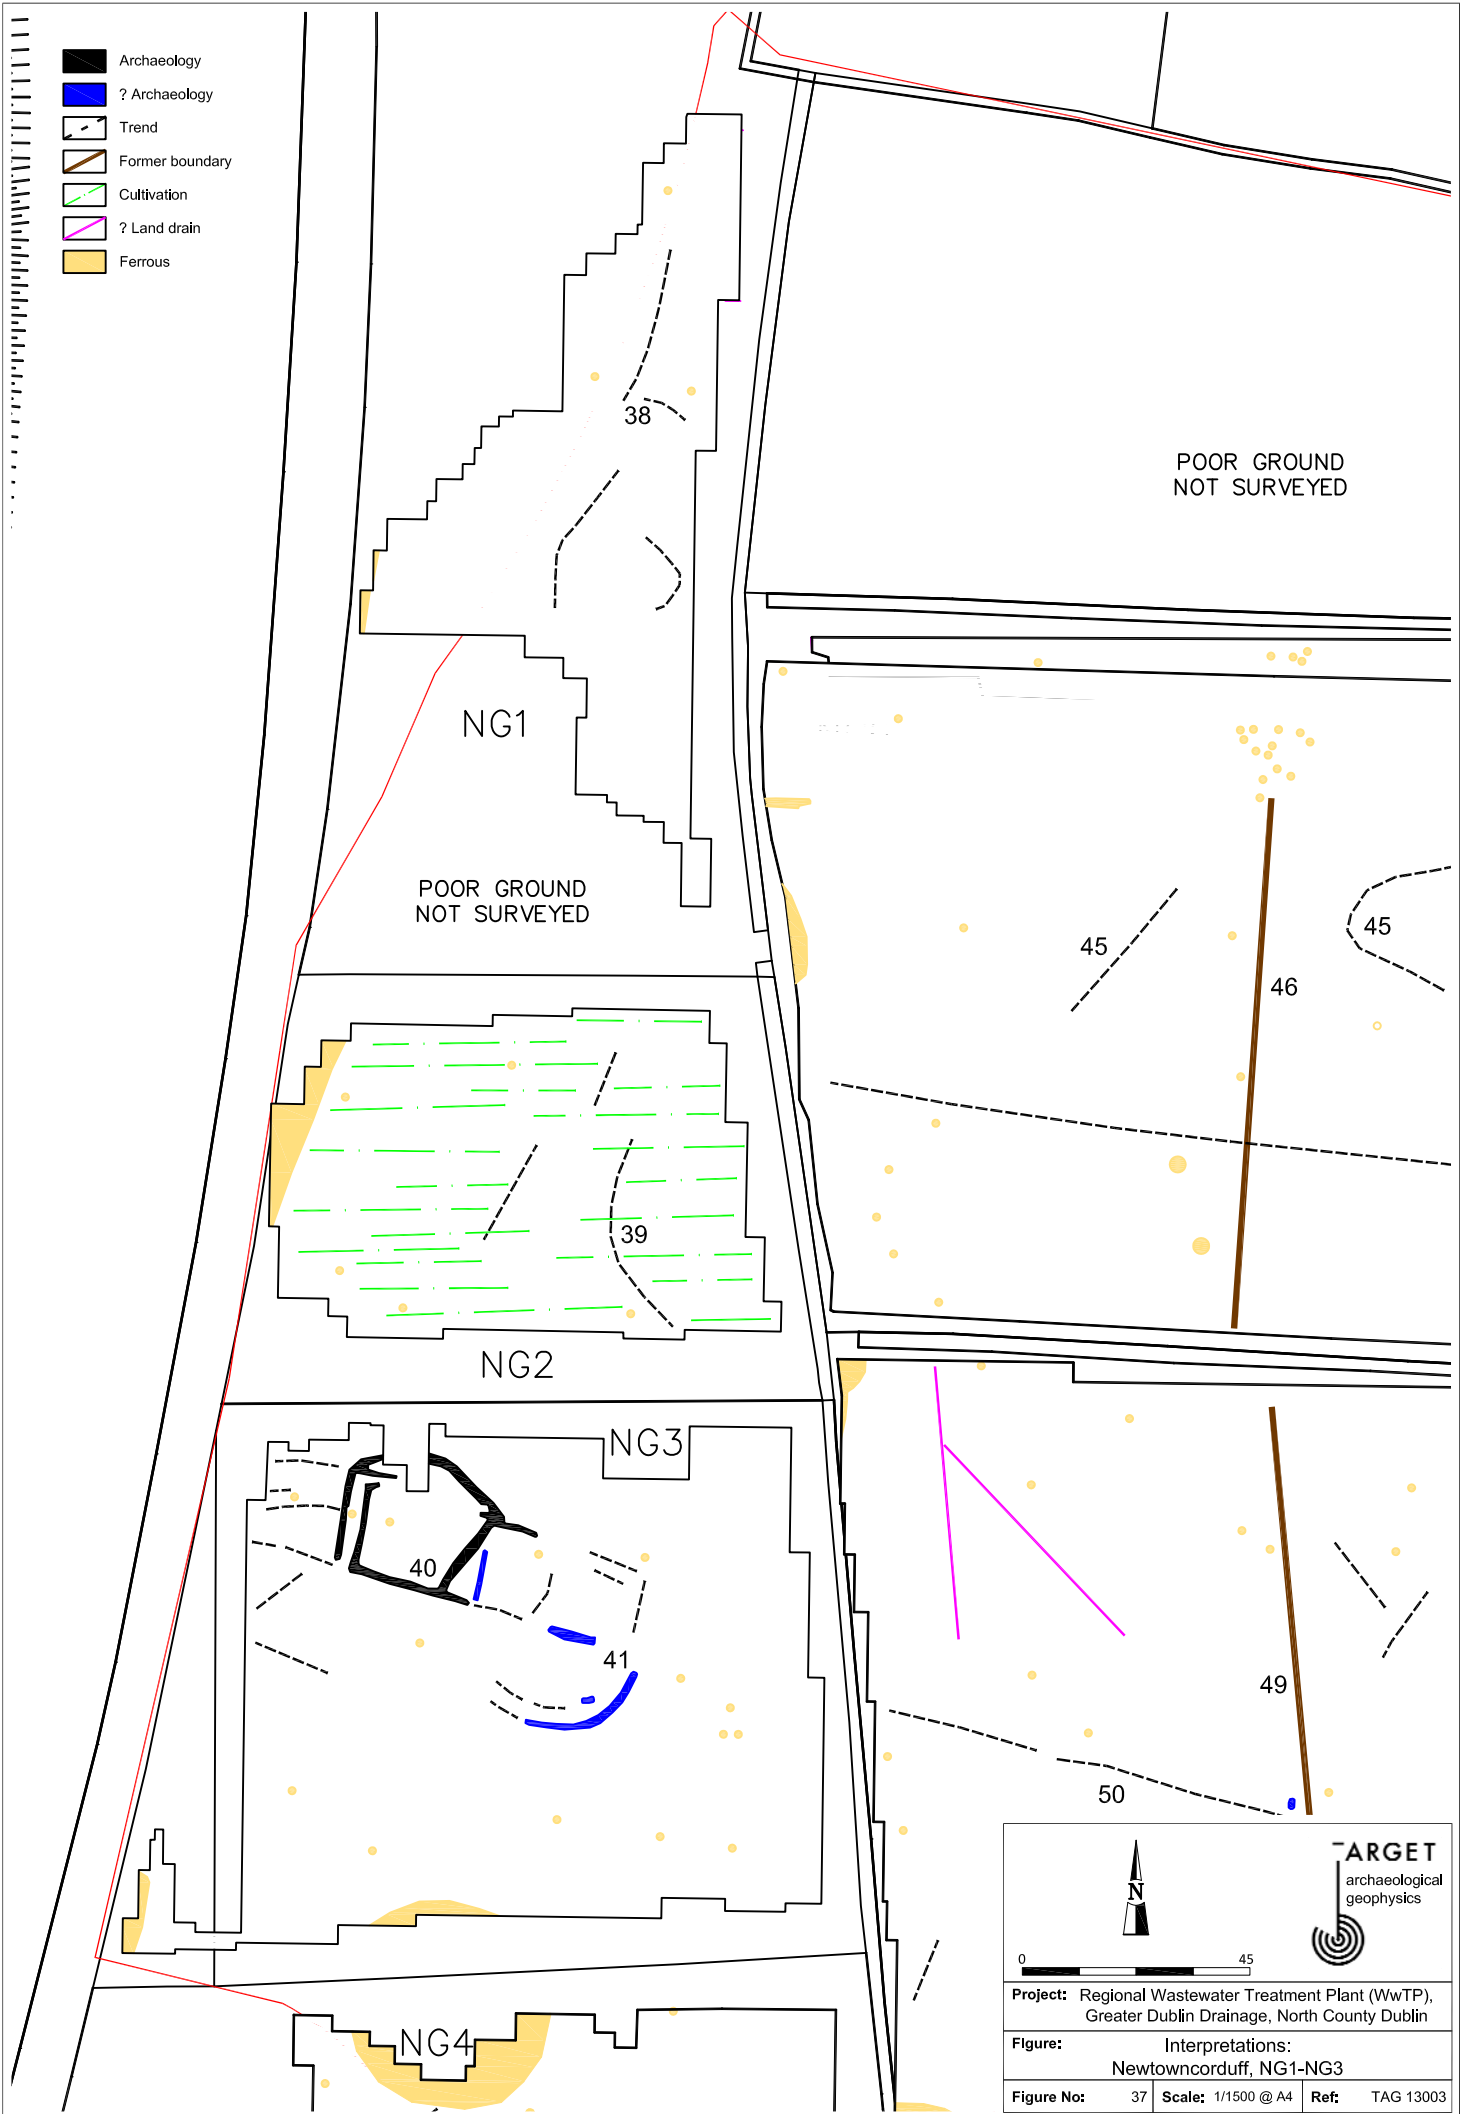 Archaeology
? Archaeology
Trend
Former boundary
Cultivation
? Land drain
Ferrous
38
POOR GROUND
NOT SURVEYED
NG1
POOR GROUND
NOT SURVEYED
45
45
46
39
NG2
NG3
40
41
49
50
NG4
N
0 45
TARGET
archaeological
geophysics
Project: Regional Wastewater Treatment Plant (WwTP),
Greater Dublin Drainage, North County Dublin
Figure: Interpretations:
Newtowncorduff, NG1-NG3
Figure No: 37 Scale: 1/1500 @ A4 Ref: TAG 13003